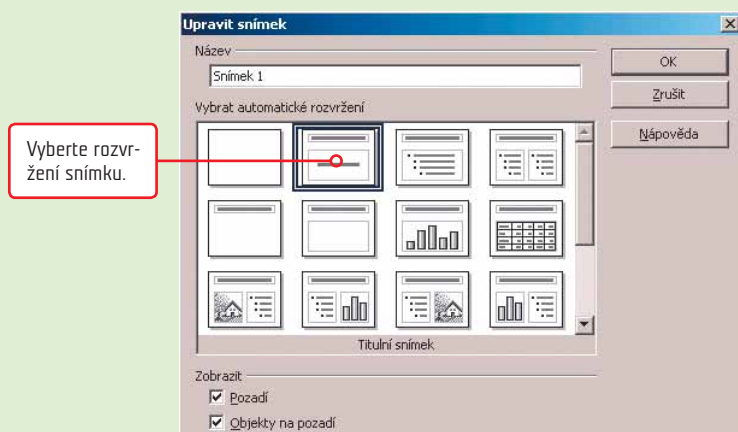 Upravit snímek
Název
Snímek 1
OK
Zrušit
Nápověda
Vybrat automatické rozvržení
Vyberte rozvr-
žení snímku.
Titulní snímek
Zobrazit
Pozadí
Objekty na pozadí